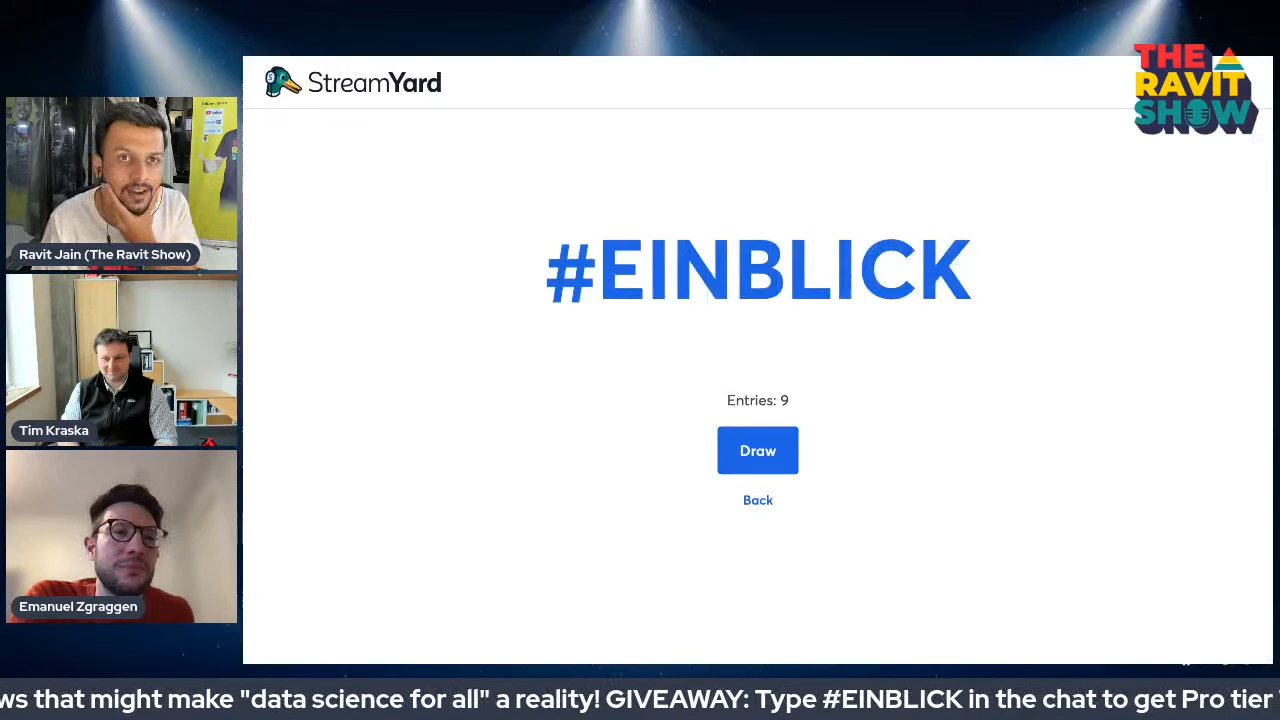 StreamYard
THE
RAVIT
SHOW
Ravit Jain (The Ravit Show)
#EINBLICK
Entries: 9
Draw
Back
Tim Kraska
Emanuel Zgraggen
ws that might make "data science for all" a reality! GIVEAWAY: Type #EINBLICK in the chat to get Pro tier